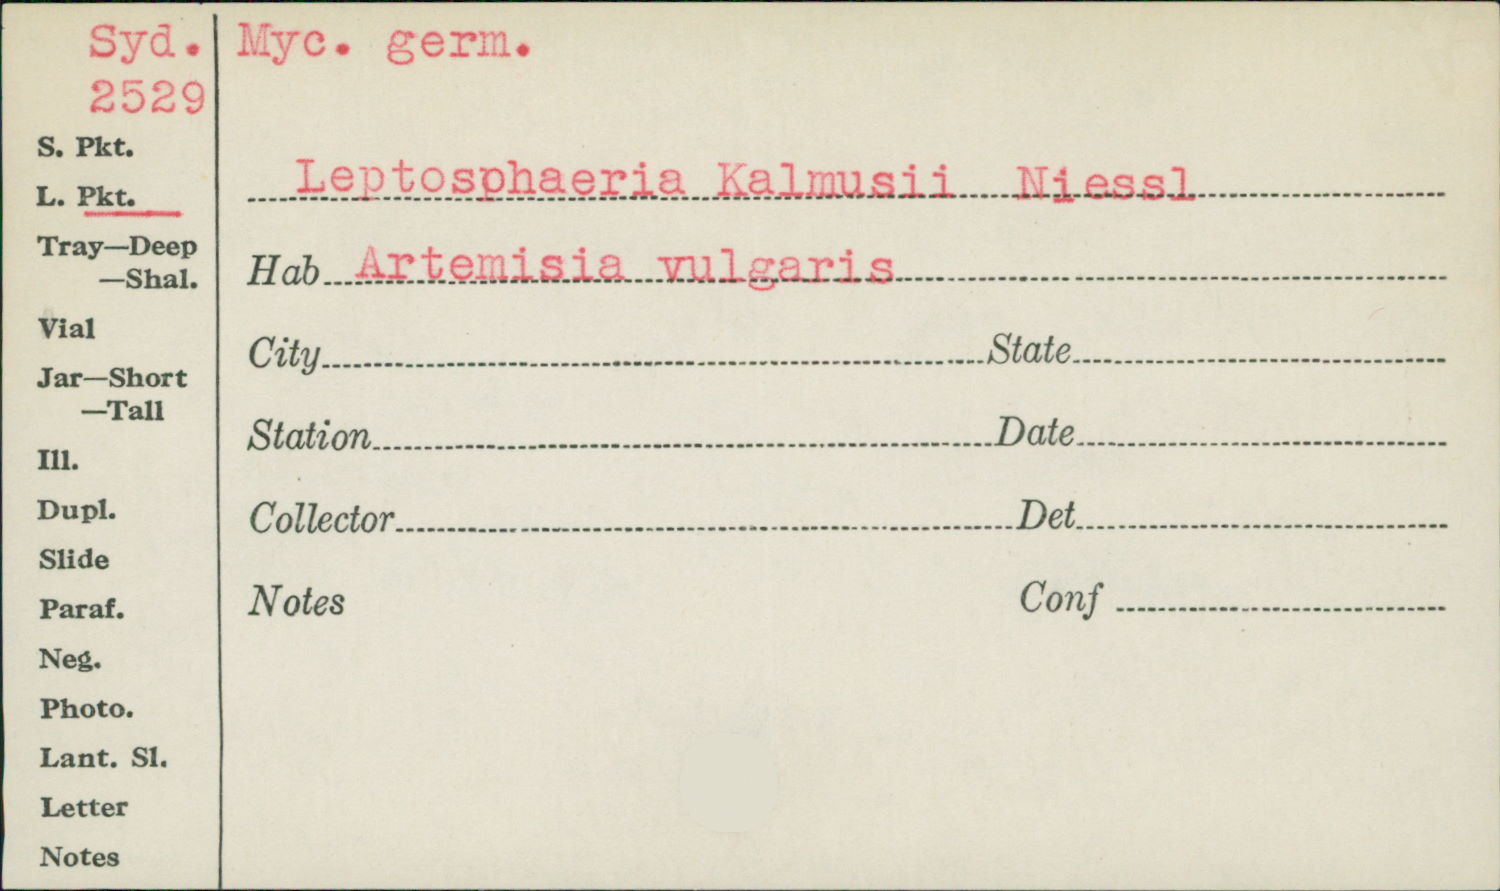 Syd. Myc. germ.
2529
S. Pkt.
L. Pkt.
Leptosphaeria Kalmusii Niessl
Tray—Deep
—Shal.
Hab Artemisia vulgaris
Vial
City State
Jar—Short
—Tall
Station Date
Ill.
Dupl.
Collector Det
Slide
Paraf.
Notes Conf
Neg.
Photo.
Lant. Sl.
Letter
Notes